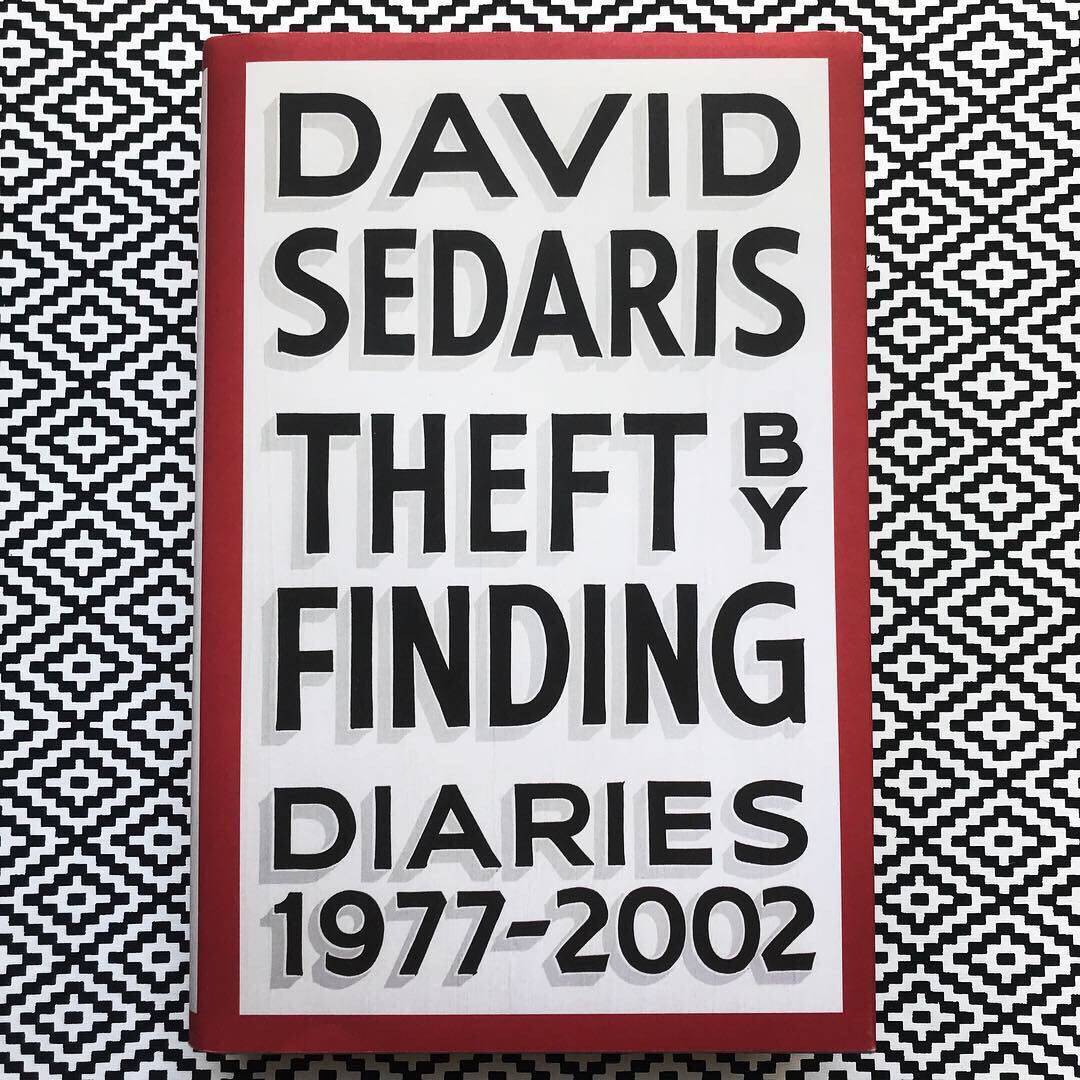 DAVID
SEDARIS
THEFT BY
FINDING
DIARIES
1977-2002